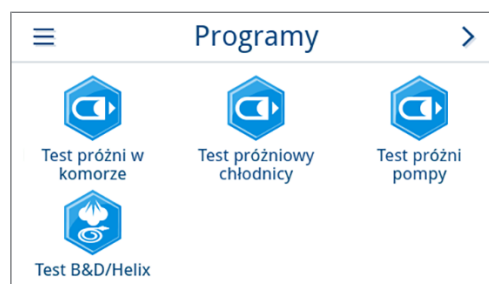 Programy
Test próżni w
komorze
Test próżniowy
chłodnicy
Test próżni
pompy
Test B&D/Helix